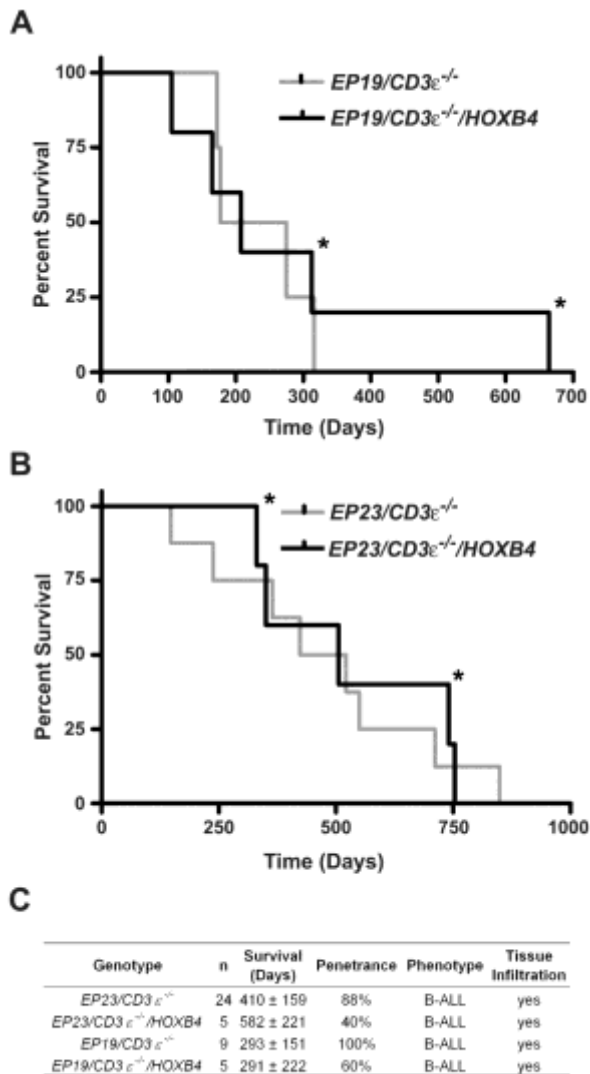 A
100
75
50
25
0
Percent Survival
EP19/CD3ε-/-
EP19/CD3ε-/-/HOXB4
*
*
0 100 200 300 400 500 600 700
Time (Days)
B
100
75
50
25
0
Percent Survival
*
EP23/CD3ε-/-
EP23/CD3ε-/-/HOXB4
*
0 250 500 750 1000
Time (Days)
C
Genotype n Survival (Days) Penetrance Phenotype Tissue Infiltration
EP23/CD3 ε-/- 24 410 ± 159 88% B-ALL yes
EP23/CD3 ε-/-/HOXB4 5 582 ± 221 40% B-ALL yes
EP19/CD3 ε-/- 9 293 ± 151 100% B-ALL yes
EP19/CD3 ε-/-/HOXB4 5 291 ± 222 60% B-ALL yes